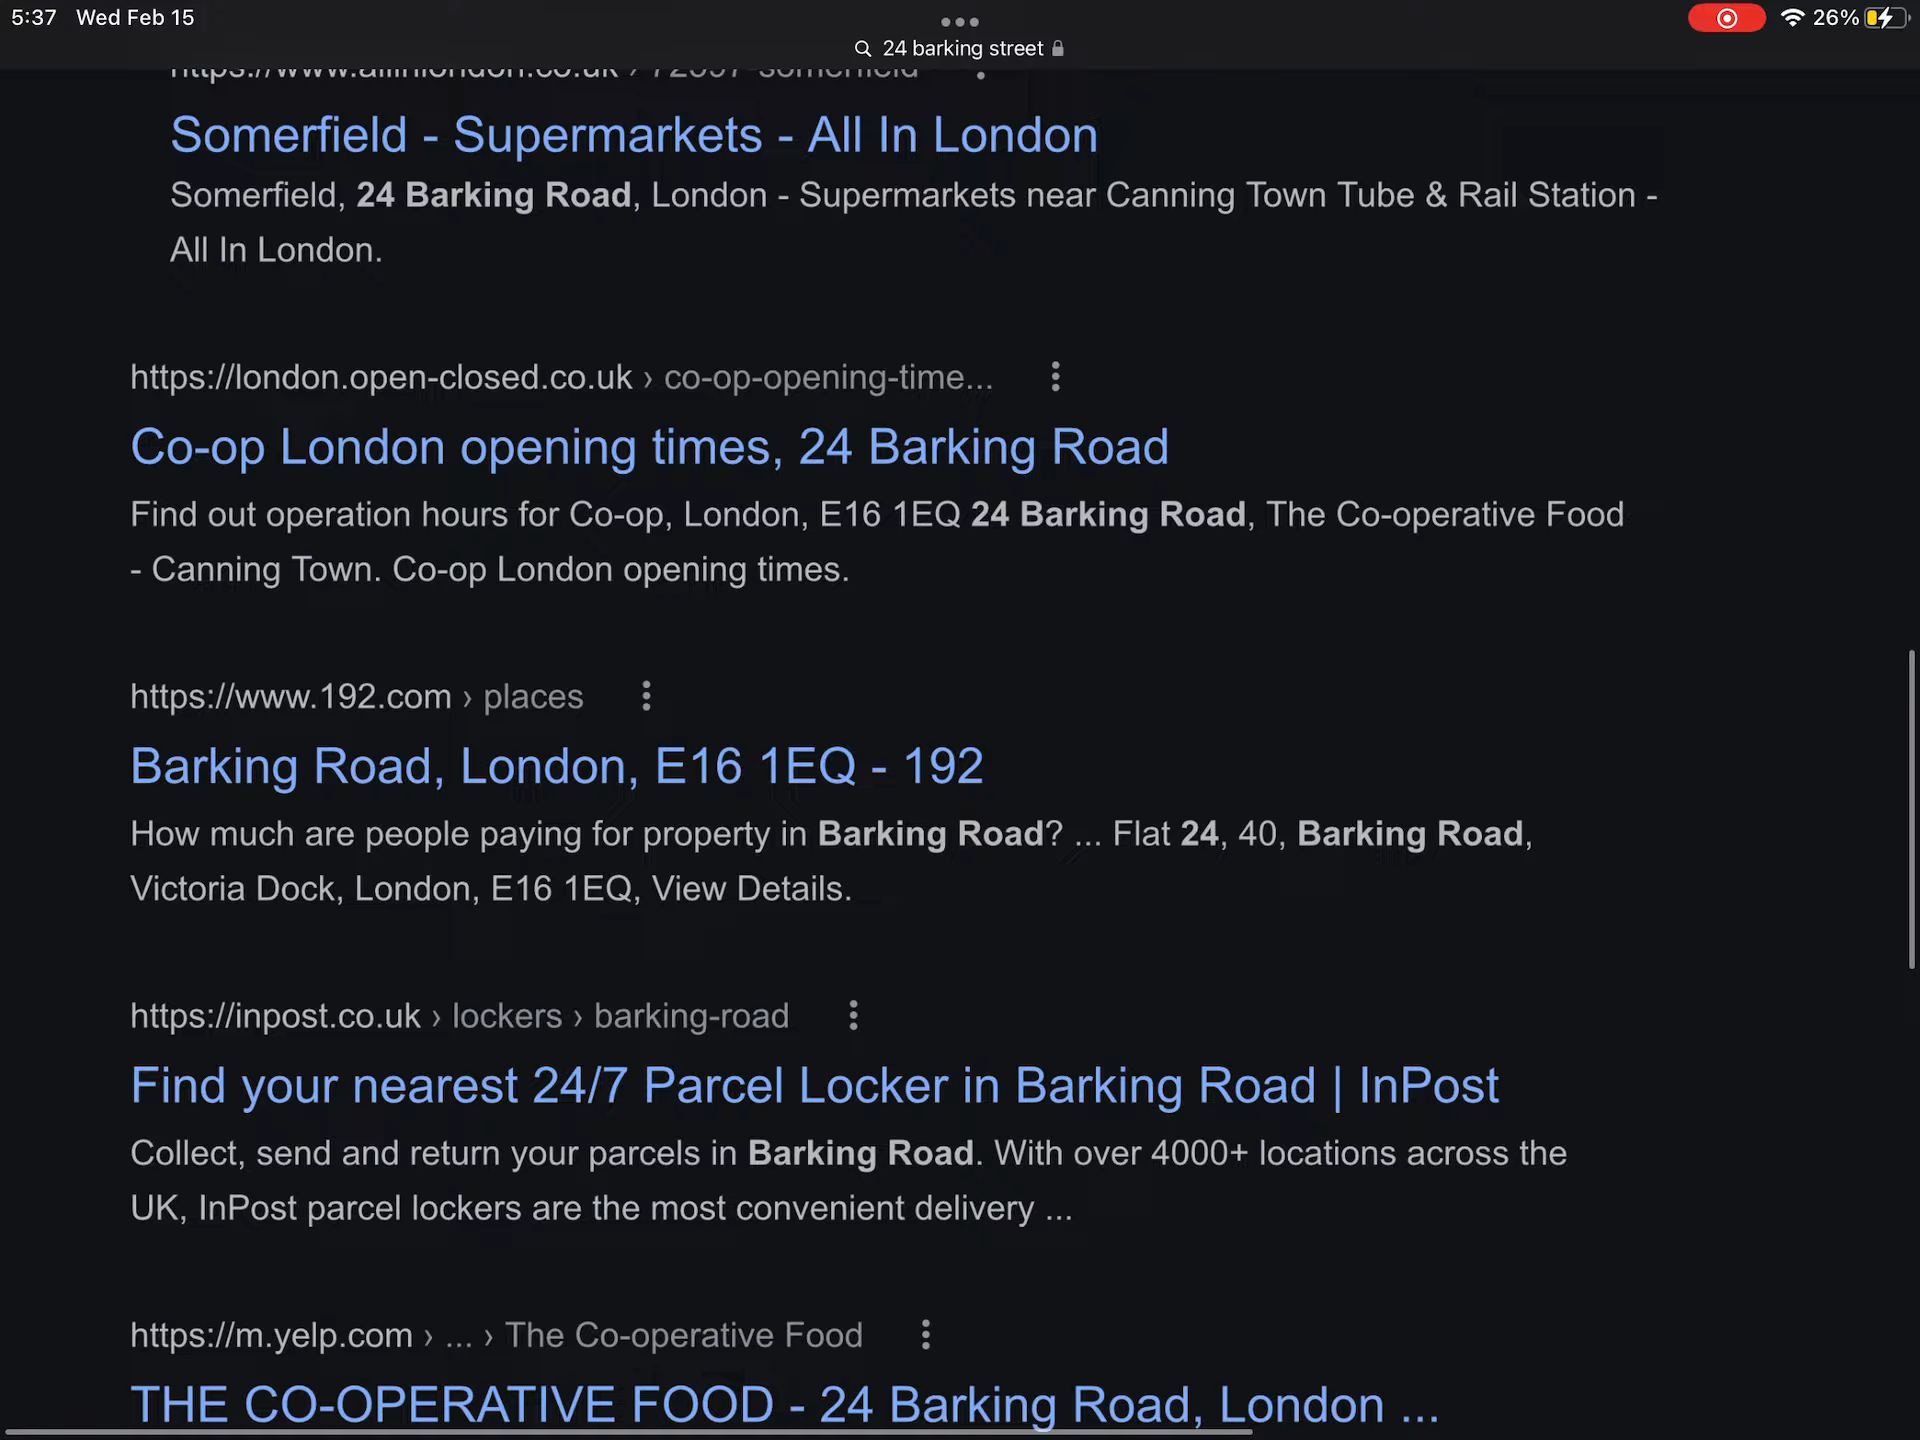 5:37 Wed Feb 15
26%
24 barking street
https://www.allinlondon.co.uk › 72597-somerfield
Somerfield - Supermarkets - All In London
Somerfield, 24 Barking Road, London - Supermarkets near Canning Town Tube & Rail Station -
All In London.
https://london.open-closed.co.uk › co-op-opening-time...
Co-op London opening times, 24 Barking Road
Find out operation hours for Co-op, London, E16 1EQ 24 Barking Road, The Co-operative Food
- Canning Town. Co-op London opening times.
https://www.192.com › places
Barking Road, London, E16 1EQ - 192
How much are people paying for property in Barking Road? ... Flat 24, 40, Barking Road,
Victoria Dock, London, E16 1EQ, View Details.
https://inpost.co.uk › lockers › barking-road
Find your nearest 24/7 Parcel Locker in Barking Road | InPost
Collect, send and return your parcels in Barking Road. With over 4000+ locations across the
UK, InPost parcel lockers are the most convenient delivery ...
https://m.yelp.com › ... › The Co-operative Food
THE CO-OPERATIVE FOOD - 24 Barking Road, London ...